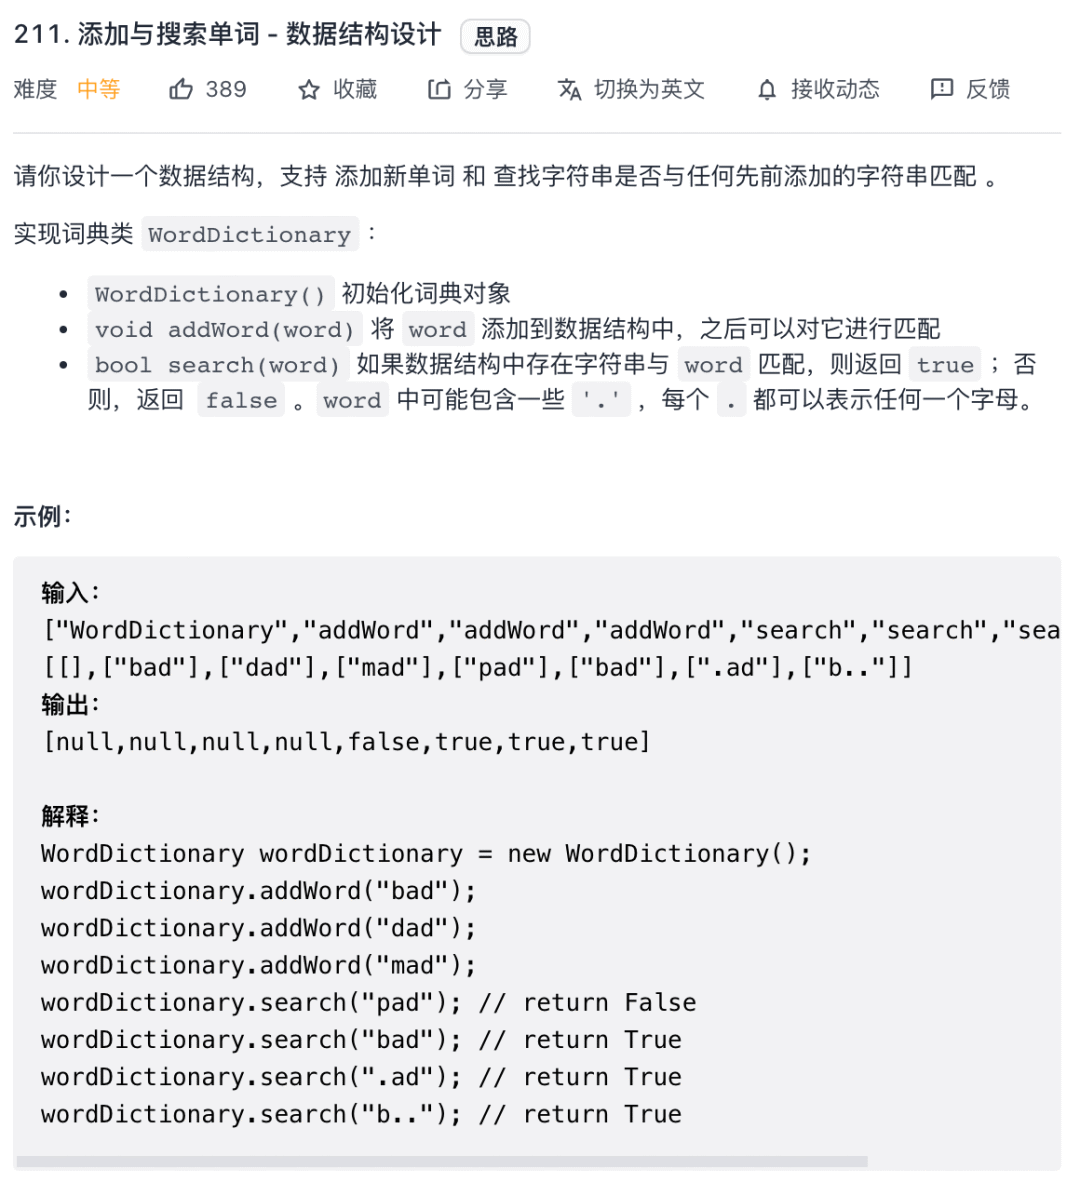 211. 添加与搜索单词 - 数据结构设计 思路
难度 中等 389 收藏 分享 切换为英文 接收动态 反馈
请你设计一个数据结构，支持 添加新单词 和 查找字符串是否与任何先前添加的字符串匹配 。
实现词典类 WordDictionary ：
• WordDictionary() 初始化词典对象
• void addWord(word) 将 word 添加到数据结构中，之后可以对它进行匹配
• bool search(word) 如果数据结构中存在字符串与 word 匹配，则返回 true ；否
则，返回 false 。word 中可能包含一些 '.' ，每个 . 都可以表示任何一个字母。
示例：
输入：
["WordDictionary","addWord","addWord","addWord","search","search","sea
[[],["bad"],["dad"],["mad"],["pad"],["bad"],[".ad"],["b.."]]
输出：
[null,null,null,null,false,true,true,true]
解释：
WordDictionary wordDictionary = new WordDictionary();
wordDictionary.addWord("bad");
wordDictionary.addWord("dad");
wordDictionary.addWord("mad");
wordDictionary.search("pad"); // return False
wordDictionary.search("bad"); // return True
wordDictionary.search(".ad"); // return True
wordDictionary.search("b.."); // return True